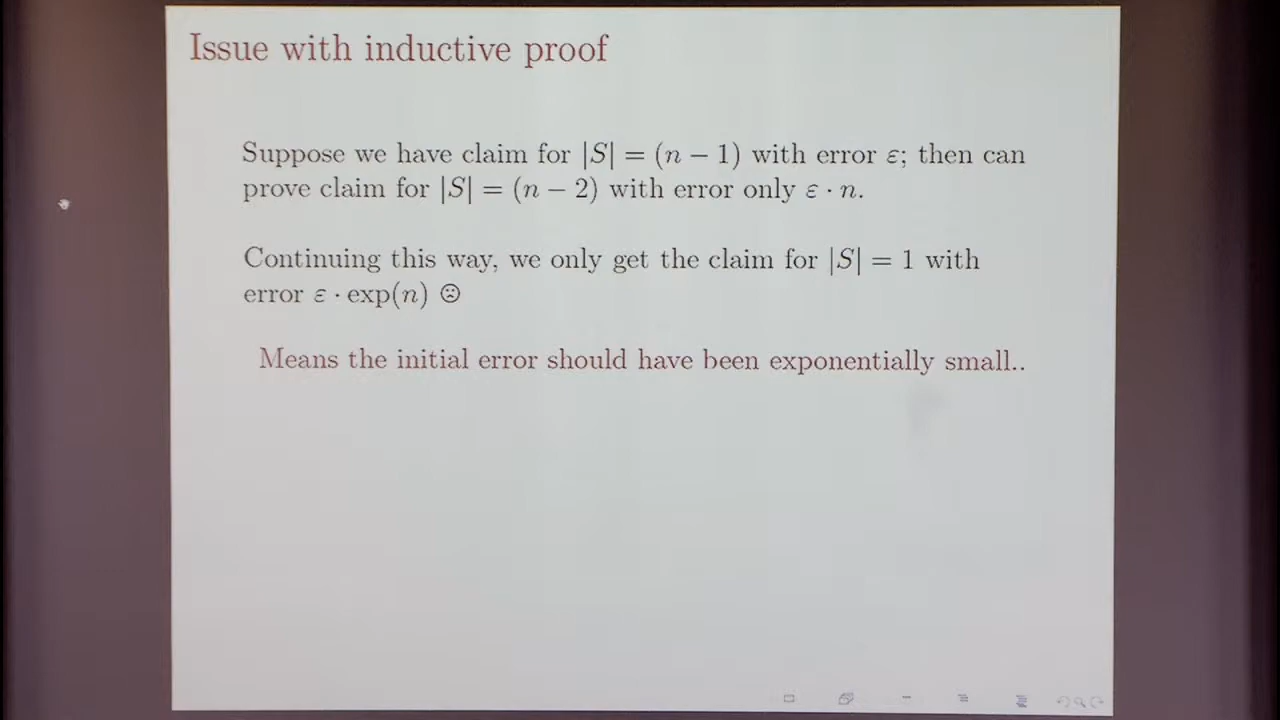 Issue with inductive proof
Suppose we have claim for |S| = (n − 1) with error ε; then can
prove claim for |S| = (n − 2) with error only ε · n.
Continuing this way, we only get the claim for |S| = 1 with
error ε · exp(n) ☹
Means the initial error should have been exponentially small..